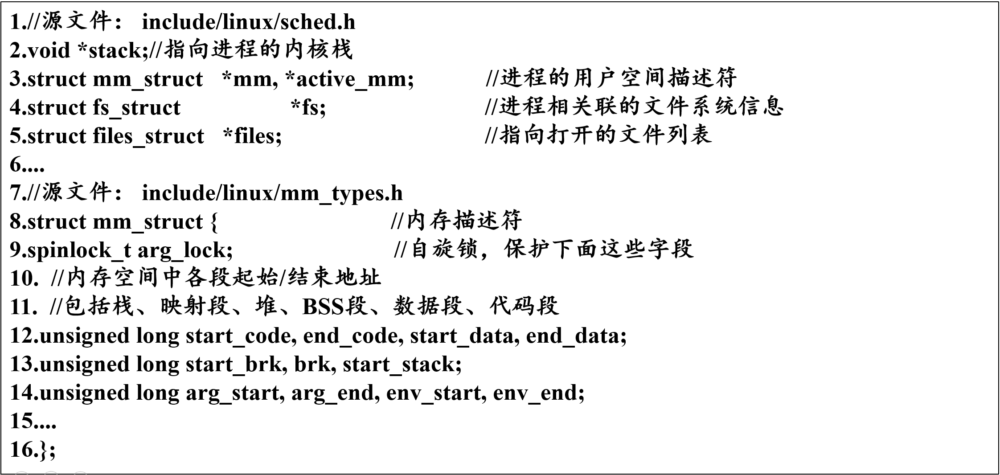 1.//源文件： include/linux/sched.h
2.void *stack;//指向进程的内核栈
3.struct mm_struct *mm, *active_mm; //进程的用户空间描述符
4.struct fs_struct *fs; //进程相关联的文件系统信息
5.struct files_struct *files; //指向打开的文件列表
6....
7.//源文件： include/linux/mm_types.h
8.struct mm_struct { //内存描述符
9.spinlock_t arg_lock; //自旋锁，保护下面这些字段
10. //内存空间中各段起始/结束地址
11. //包括栈、映射段、堆、BSS段、数据段、代码段
12.unsigned long start_code, end_code, start_data, end_data;
13.unsigned long start_brk, brk, start_stack;
14.unsigned long arg_start, arg_end, env_start, env_end;
15....
16.};